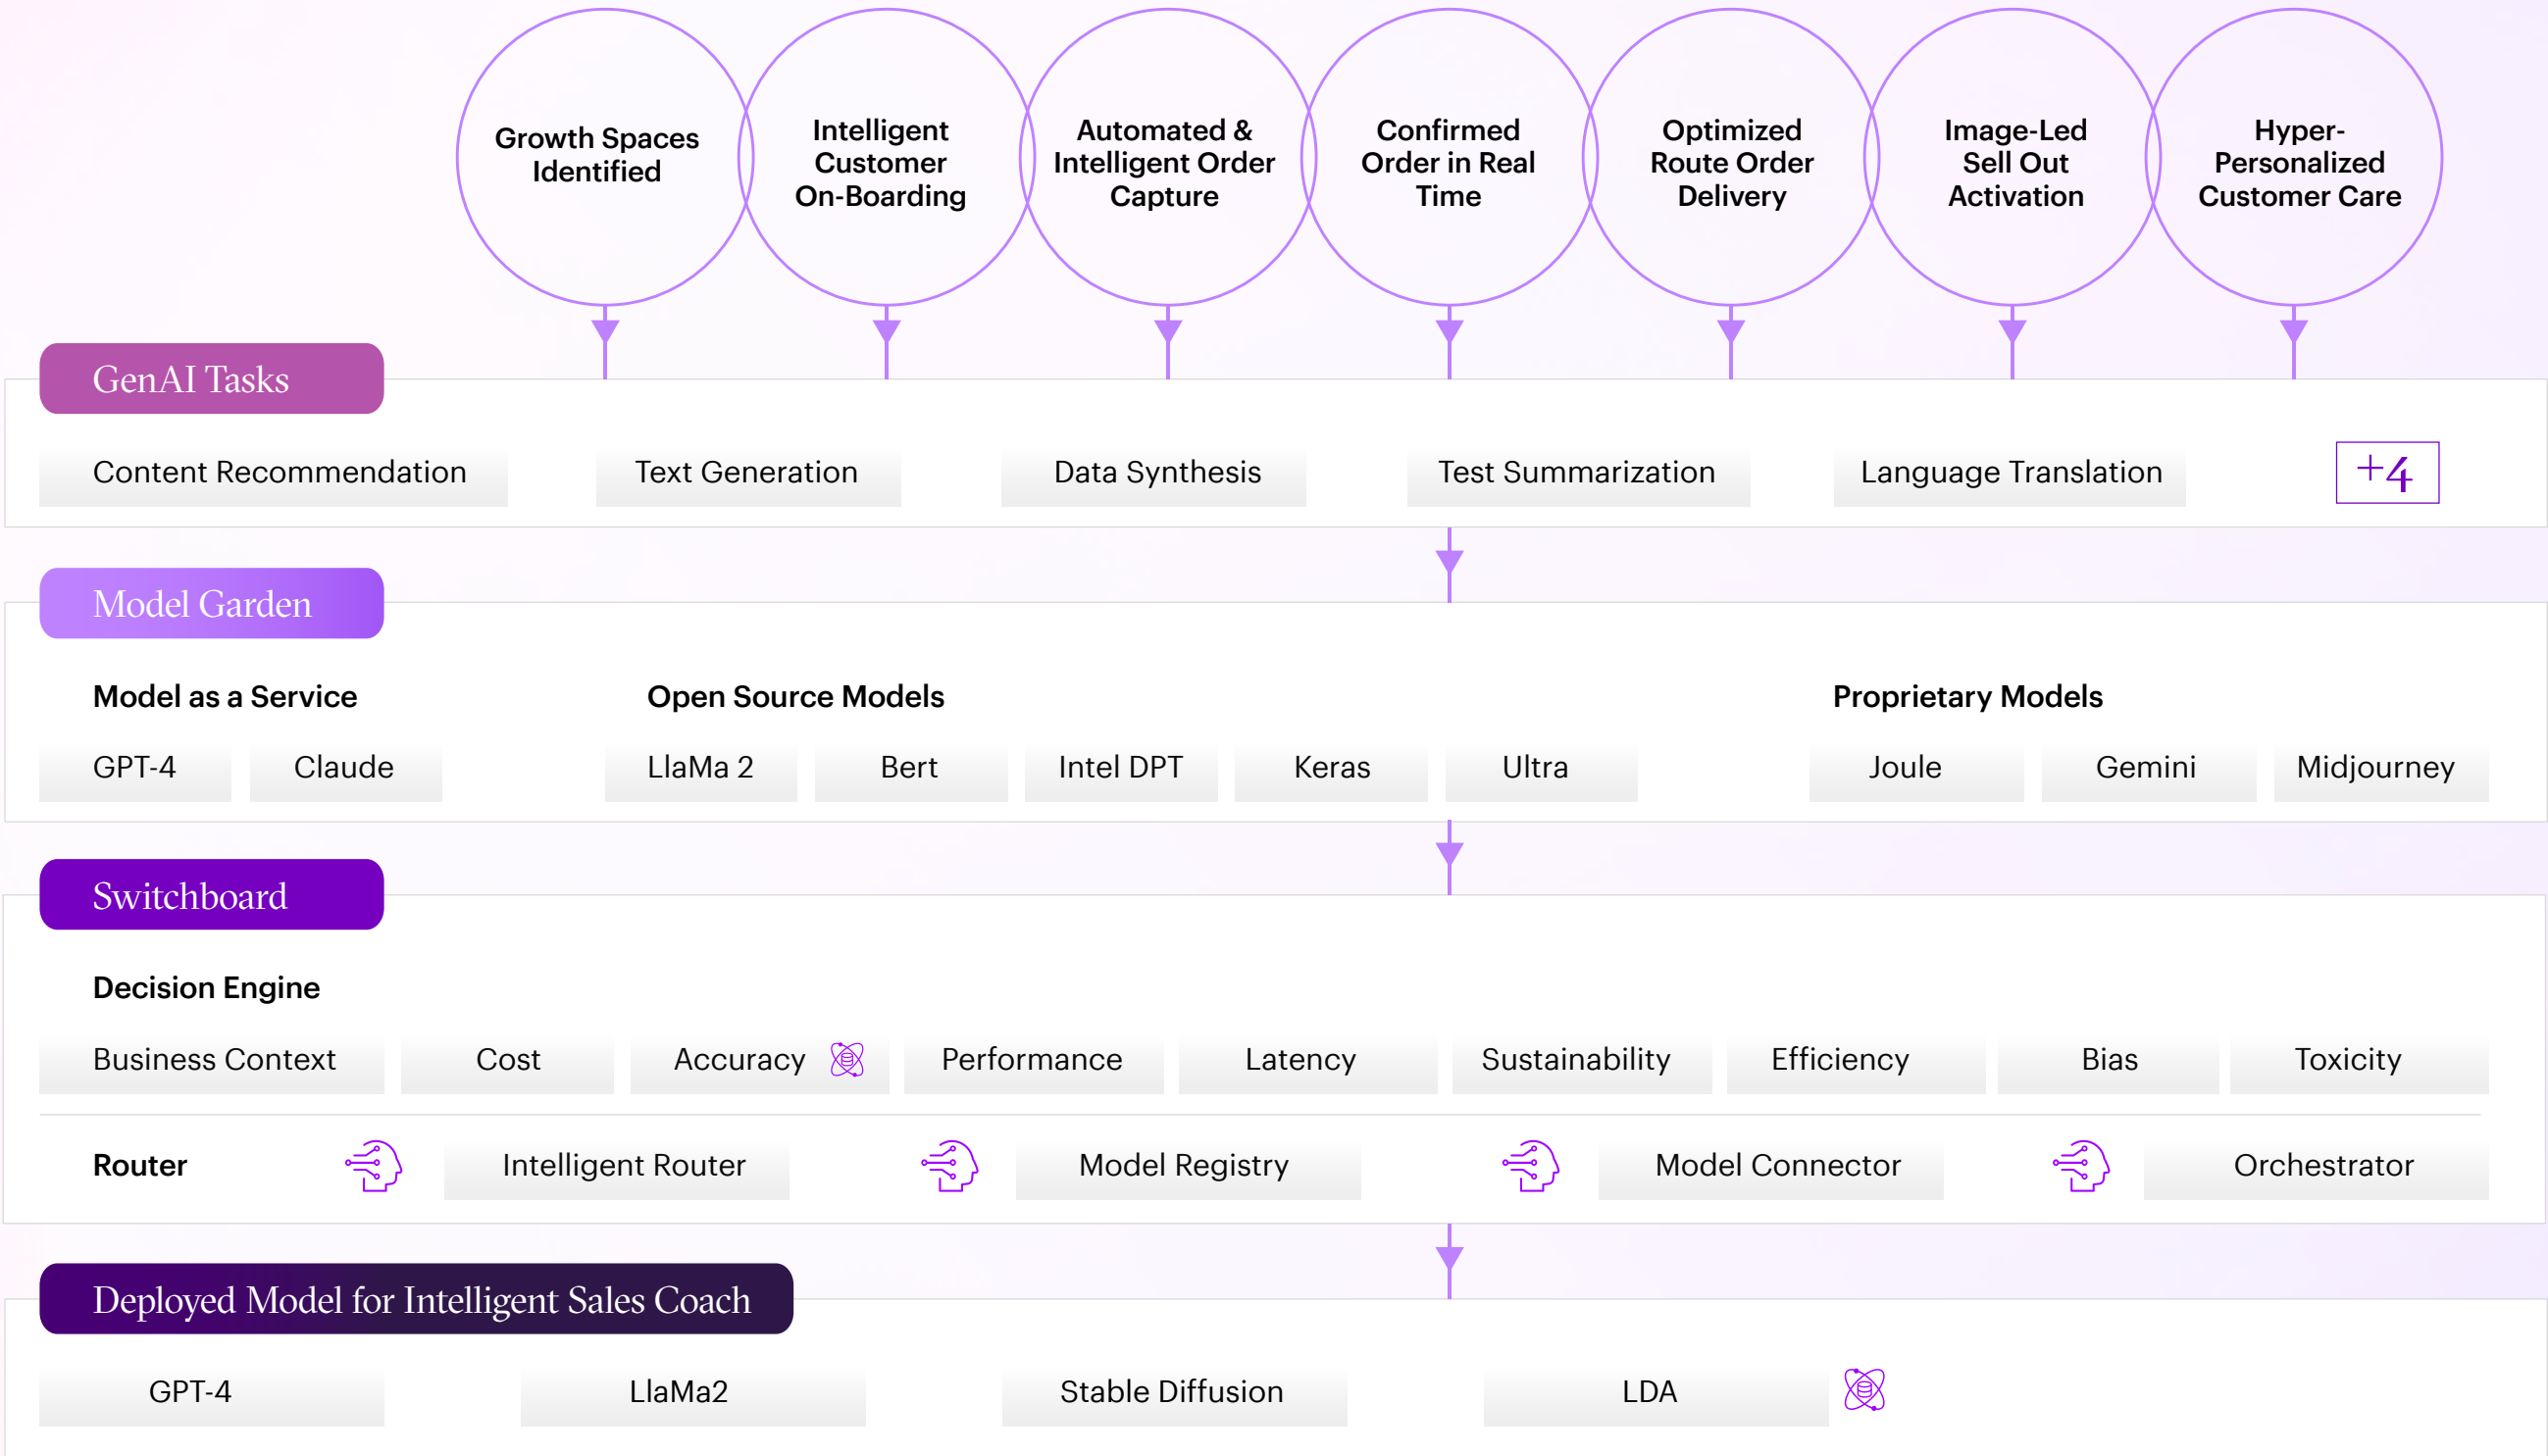 Growth Spaces
Identified
Intelligent
Customer
On-Boarding
Automated &
Intelligent Order
Capture
Confirmed
Order in Real
Time
Optimized
Route Order
Delivery
Image-Led
Sell Out
Activation
Hyper-
Personalized
Customer Care
GenAI Tasks
Content Recommendation
Text Generation
Data Synthesis
Test Summarization
Language Translation
+4
Model Garden
Model as a Service
Open Source Models
Proprietary Models
GPT-4
Claude
LlaMa 2
Bert
Intel DPT
Keras
Ultra
Joule
Gemini
Midjourney
Switchboard
Decision Engine
Business Context
Cost
Accuracy
Performance
Latency
Sustainability
Efficiency
Bias
Toxicity
Router
Intelligent Router
Model Registry
Model Connector
Orchestrator
Deployed Model for Intelligent Sales Coach
GPT-4
LlaMa2
Stable Diffusion
LDA